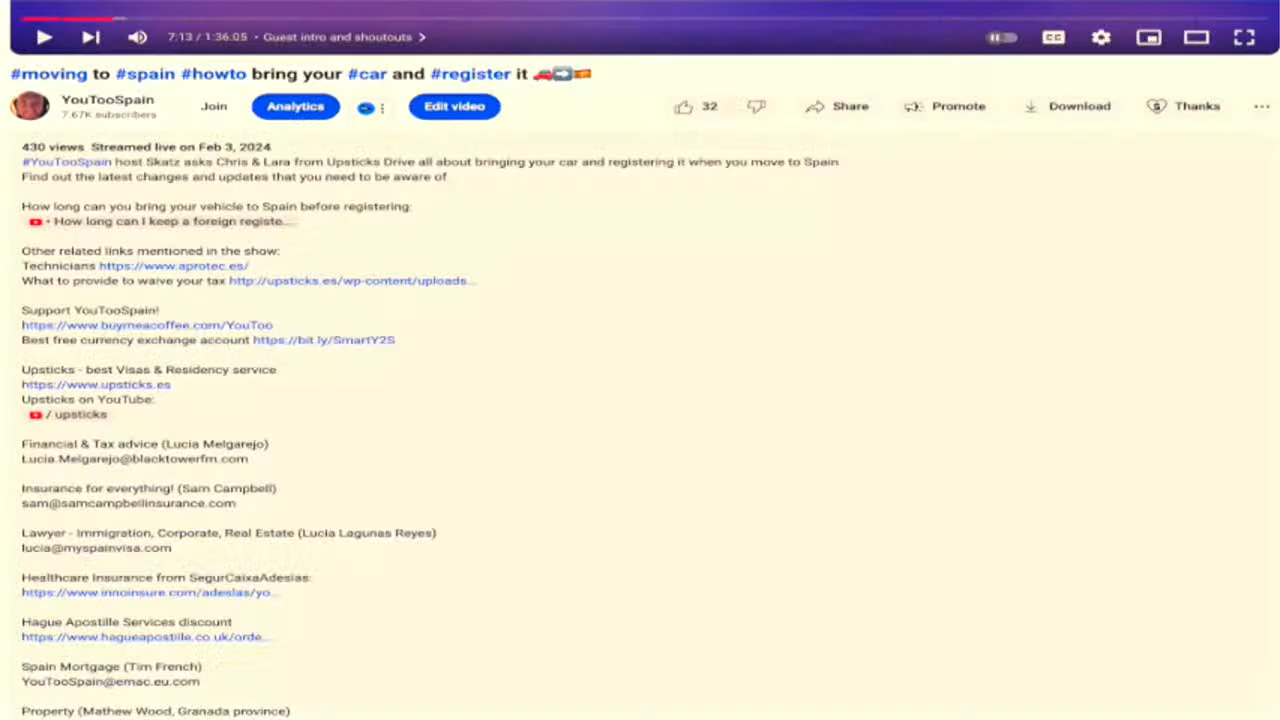 7:13 / 1:36:05 • Guest intro and shoutouts
CC
#moving to #spain #howto bring your #car and #register it
YouTooSpain
7.67K subscribers
Join
Analytics
Edit video
32
Share
Promote
Download
Thanks
430 views Streamed live on Feb 3, 2024
#YouTooSpain host Skatz asks Chris & Lara from Upsticks Drive all about bringing your car and registering it when you move to Spain
Find out the latest changes and updates that you need to be aware of
How long can you bring your vehicle to Spain before registering:
• How long can I keep a foreign registe...
Other related links mentioned in the show:
Technicians https://www.aprotec.es/
What to provide to waive your tax http://upsticks.es/wp-content/uploads...
Support YouTooSpain!
https://www.buymeacoffee.com/YouToo
Best free currency exchange account https://bit.ly/SmartY2S
Upsticks - best Visas & Residency service
https://www.upsticks.es
Upsticks on YouTube:
/ upsticks
Financial & Tax advice (Lucia Melgarejo)
Lucia.Melgarejo@blacktowerfm.com
Insurance for everything! (Sam Campbell)
sam@samcampbellinsurance.com
Lawyer - Immigration, Corporate, Real Estate (Lucia Lagunas Reyes)
lucia@myspainvisa.com
Healthcare Insurance from SegurCaixaAdeslas:
https://www.innoinsure.com/adeslas/yo...
Hague Apostille Services discount
https://www.hagueapostille.co.uk/orde...
Spain Mortgage (Tim French)
YouTooSpain@emac.eu.com
Property (Mathew Wood, Granada province)